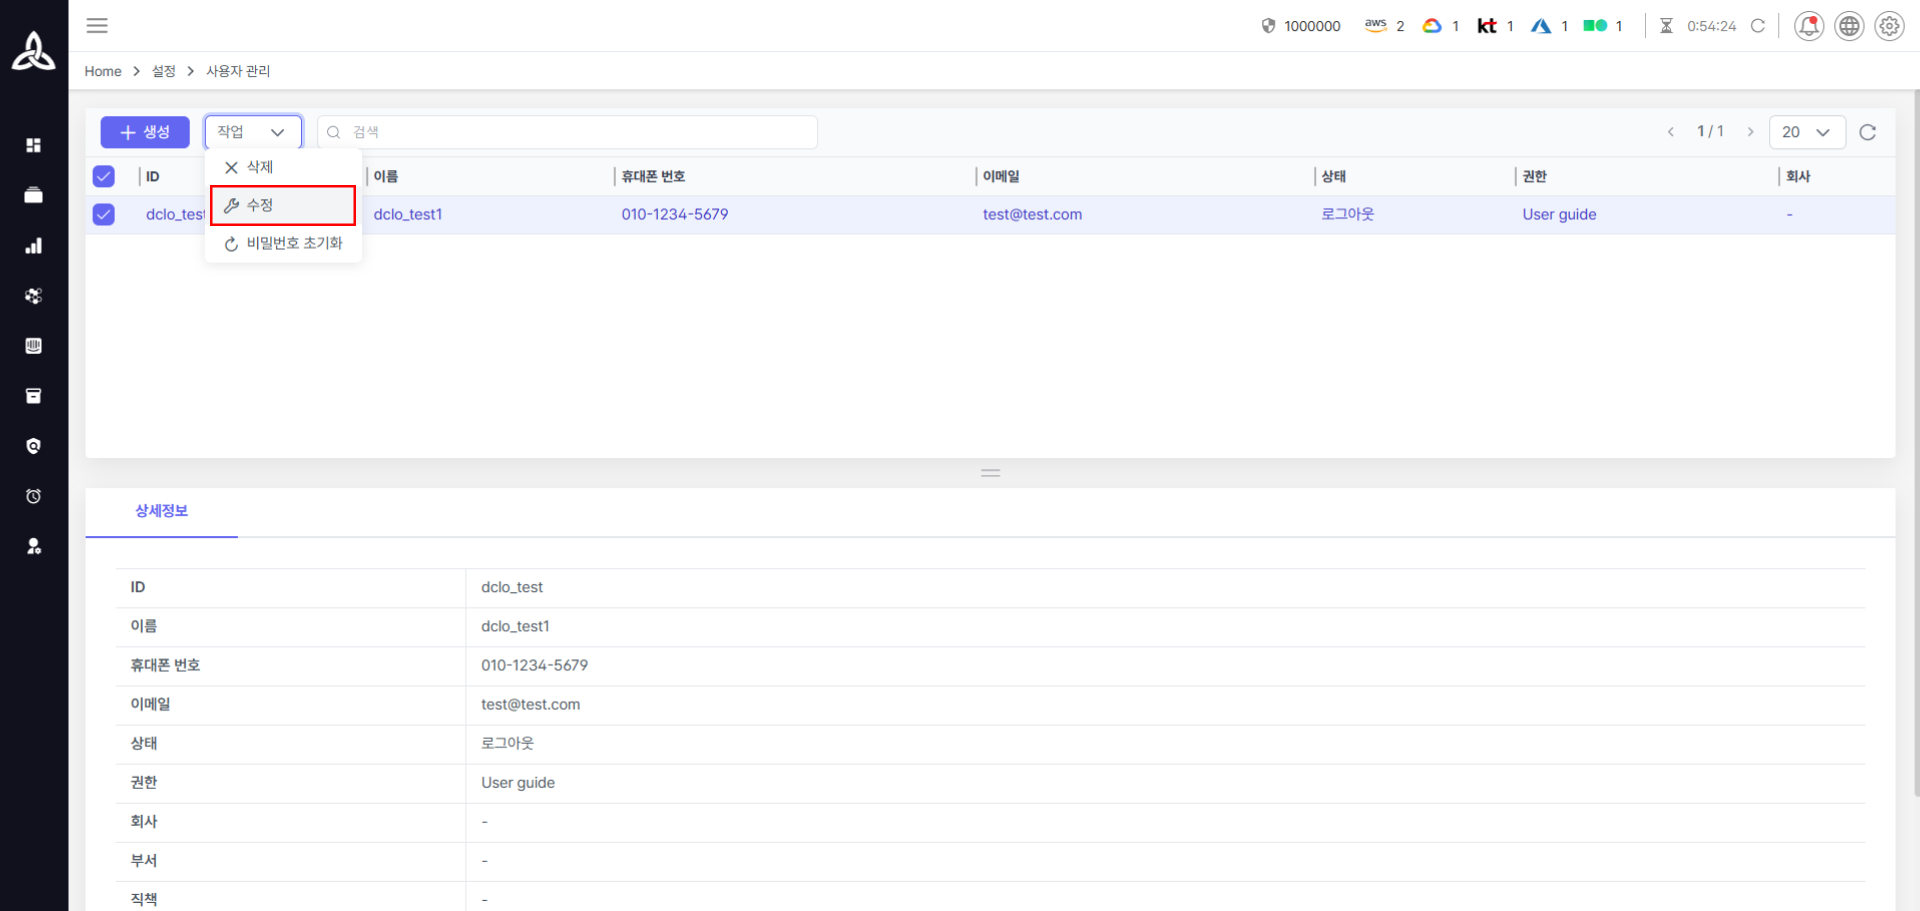 1000000 aws 2 1 kt 1 1 1 0:54:24
Home > 설정 > 사용자 관리
생성 작업 검색 1 / 1 20
삭제
수정
비밀번호 초기화
ID 이름 휴대폰 번호 이메일 상태 권한 회사
dclo_test dclo_test1 010-1234-5679 test@test.com 로그아웃 User guide -
상세정보
ID dclo_test
이름 dclo_test1
휴대폰 번호 010-1234-5679
이메일 test@test.com
상태 로그아웃
권한 User guide
회사 -
부서 -
직책 -